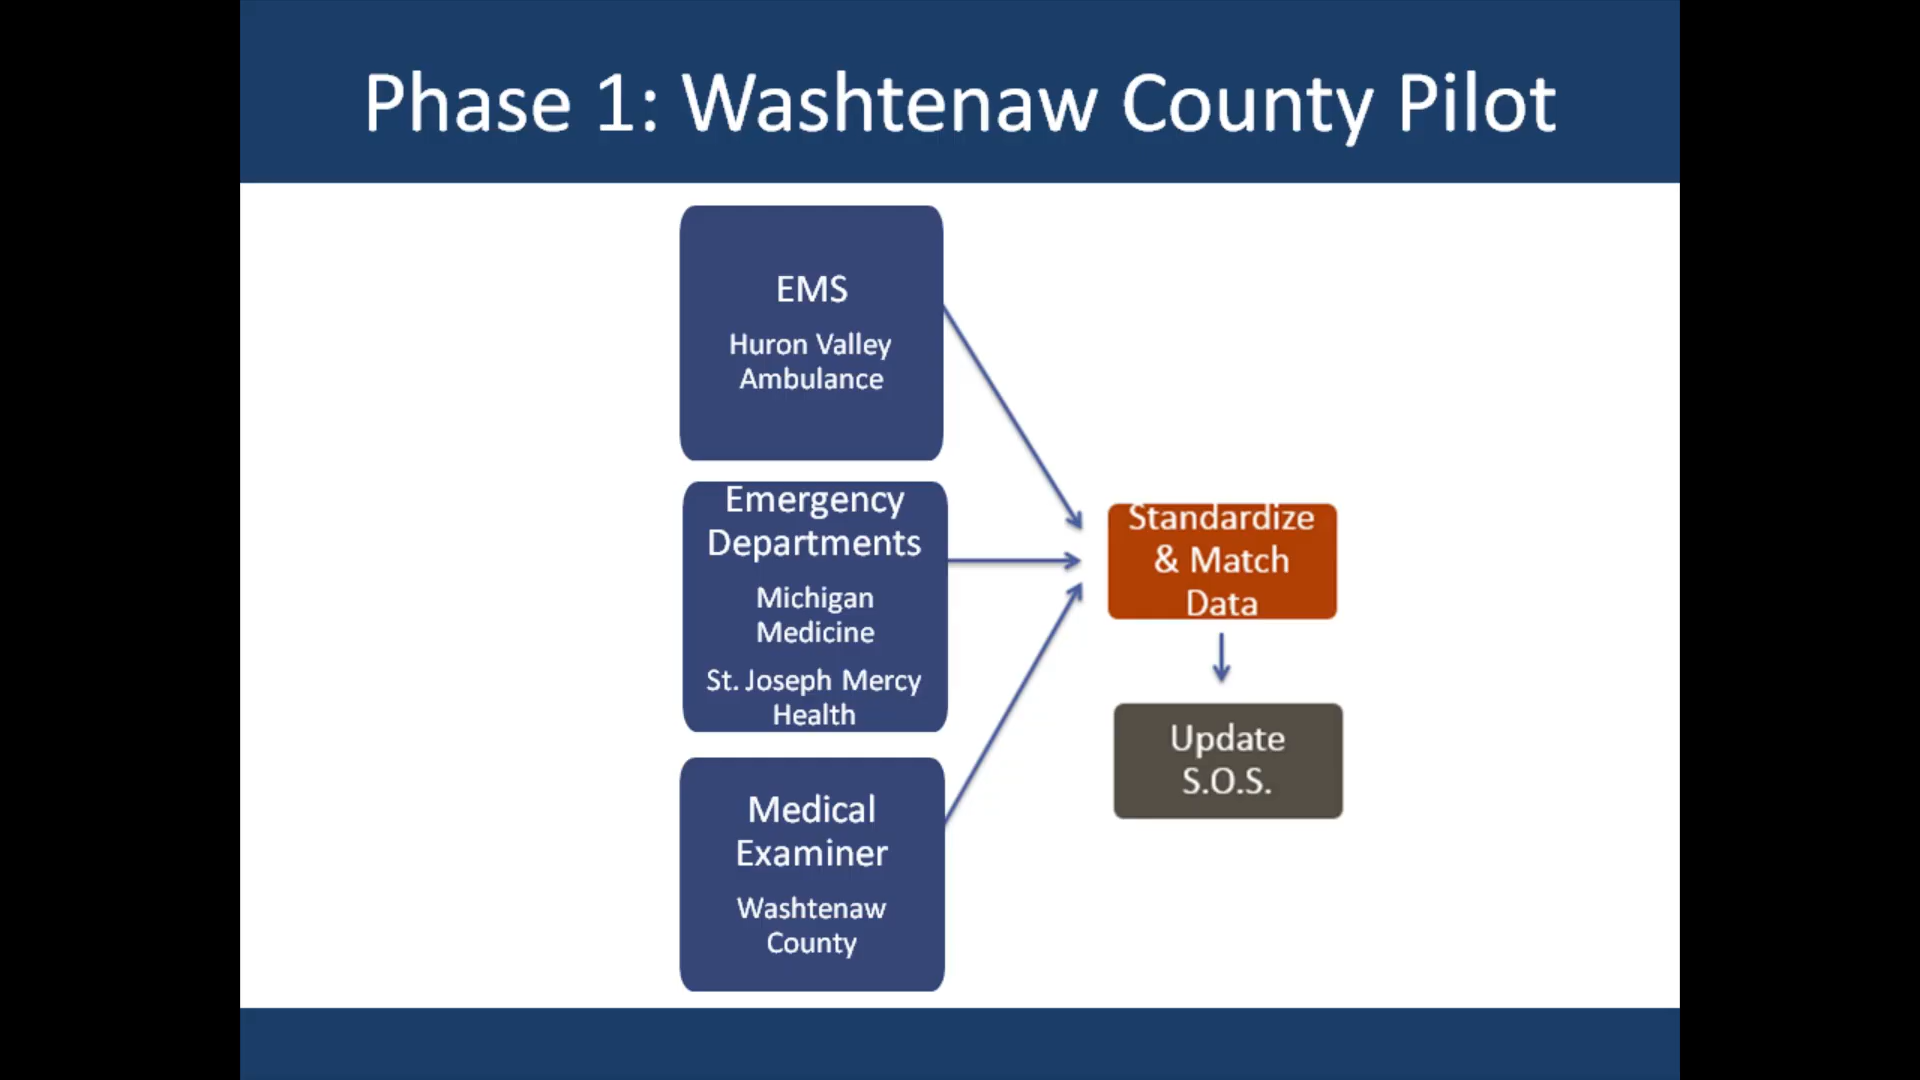 Phase 1: Washtenaw County Pilot
EMS
Huron Valley
Ambulance
Emergency
Departments
Michigan
Medicine
St. Joseph Mercy
Health
Medical
Examiner
Washtenaw
County
Standardize
& Match
Data
Update
S.O.S.